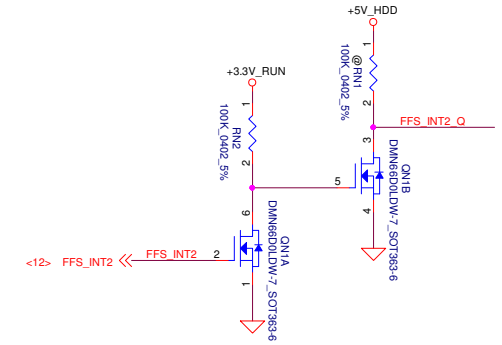 +5V_HDD
1
@RN1
100K_0402_5%
2
FFS_INT2_Q
+3.3V_RUN
1
RN2
100K_0402_5%
2
3
QN1B
DMN66D0LDW-7_SOT363-6
5
4
6
QN1A
DMN66D0LDW-7_SOT363-6
<12> FFS_INT2
FFS_INT2
2
1